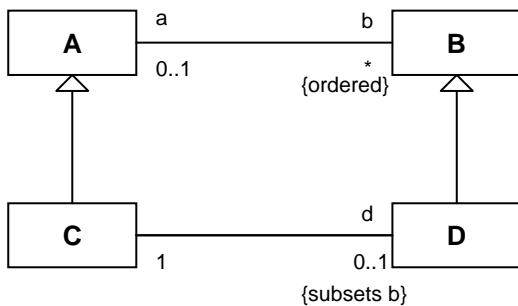 a b
A B
0..1 *
{ordered}
d
C D
1 0..1
{subsets b}